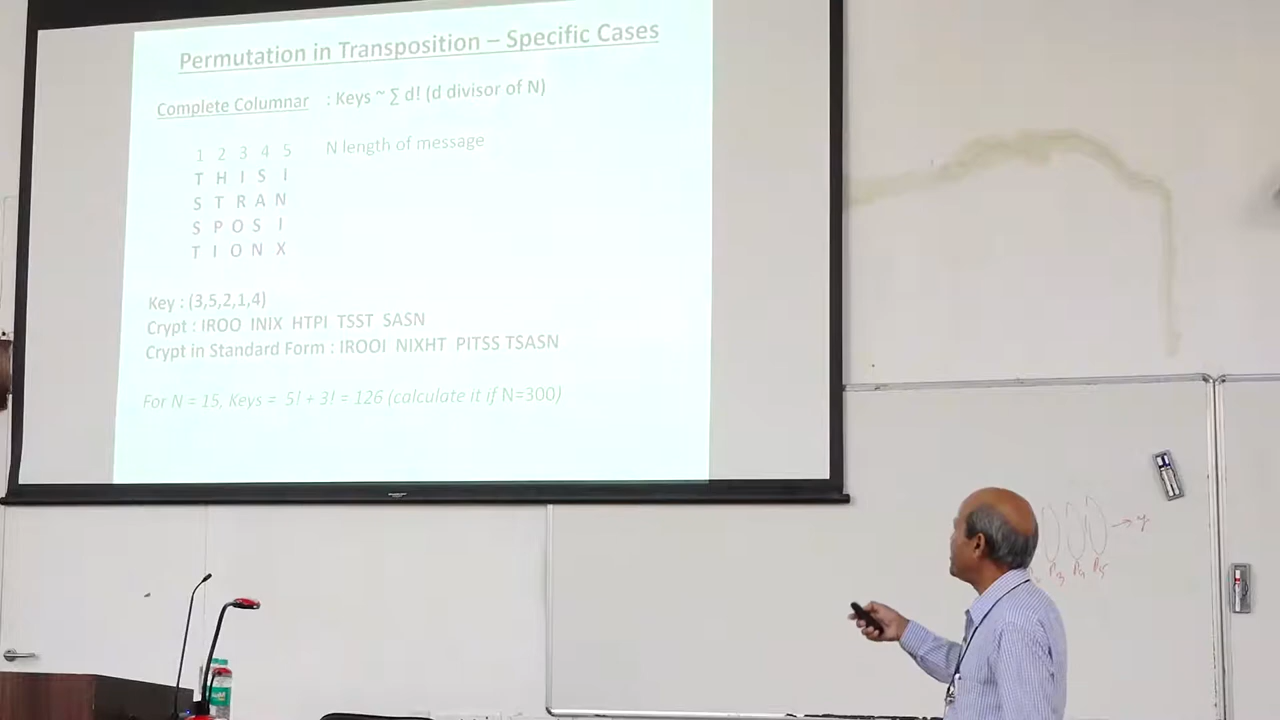 Permutation in Transposition – Specific Cases
Complete Columnar : Keys ~ ∑ d! (d divisor of N)
1 2 3 4 5 N length of message
T H I S I
S T R A N
S P O S I
T I O N X
Key : (3,5,2,1,4)
Crypt : IROO INIX HTPI TSST SASN
Crypt in Standard Form : IROOI NIXHT PITSS TSASN
For N = 15, Keys = 5! + 3! = 126 (calculate it if N=300)